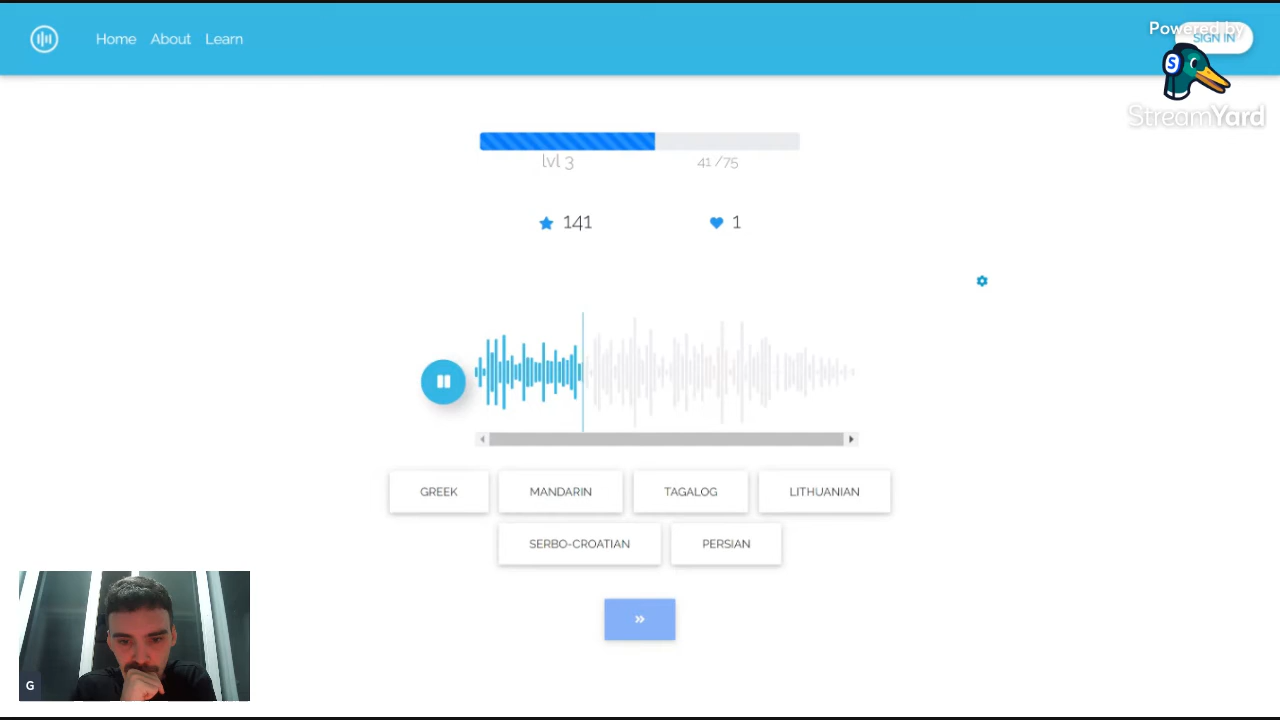 Home About Learn
Powered by
SIGN IN
S
StreamYard
lvl 3 41 /75
141 1
GREEK MANDARIN TAGALOG LITHUANIAN
SERBO-CROATIAN PERSIAN
»
G